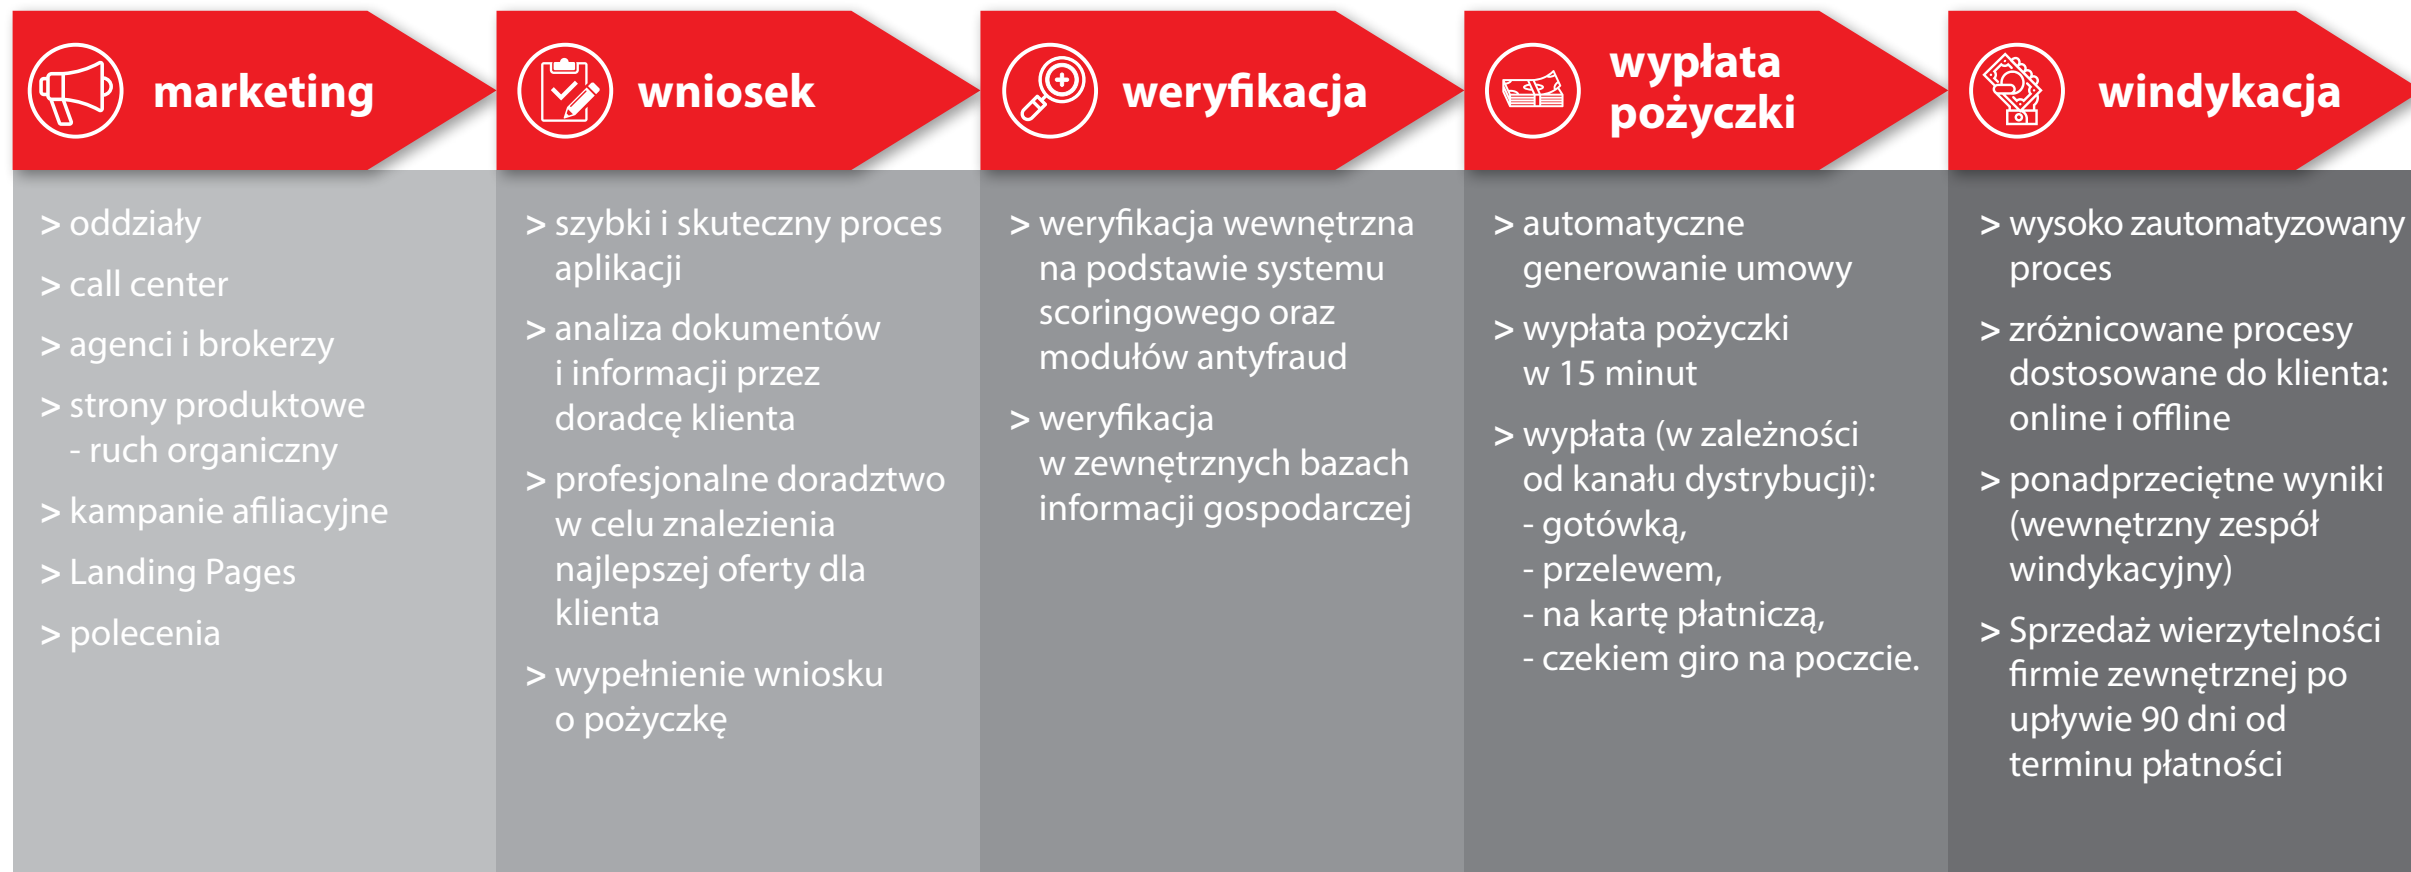 marketing
> oddziały
> call center
> agenci i brokerzy
> strony produktowe
- ruch organiczny
> kampanie afiliacyjne
> Landing Pages
> polecenia
wniosek
> szybki i skuteczny proces
aplikacji
> analiza dokumentów
i informacji przez
doradcę klienta
> profesjonalne doradztwo
w celu znalezienia
najlepszej oferty dla
klienta
> wypełnienie wniosku
o pożyczkę
weryfikacja
> weryfikacja wewnętrzna
na podstawie systemu
scoringowego oraz
modułów antyfraud
> weryfikacja
w zewnętrznych bazach
informacji gospodarczej
wypłata
pożyczki
> automatyczne
generowanie umowy
> wypłata pożyczki
w 15 minut
> wypłata (w zależności
od kanału dystrybucji):
- gotówką,
- przelewem,
- na kartę płatniczą,
- czekiem giro na poczcie.
windykacja
> wysoko zautomatyzowany
proces
> zróżnicowane procesy
dostosowane do klienta:
online i offline
> ponadprzeciętne wyniki
(wewnętrzny zespół
windykacyjny)
> Sprzedaż wierzytelności
firmie zewnętrznej po
upływie 90 dni od
terminu płatności